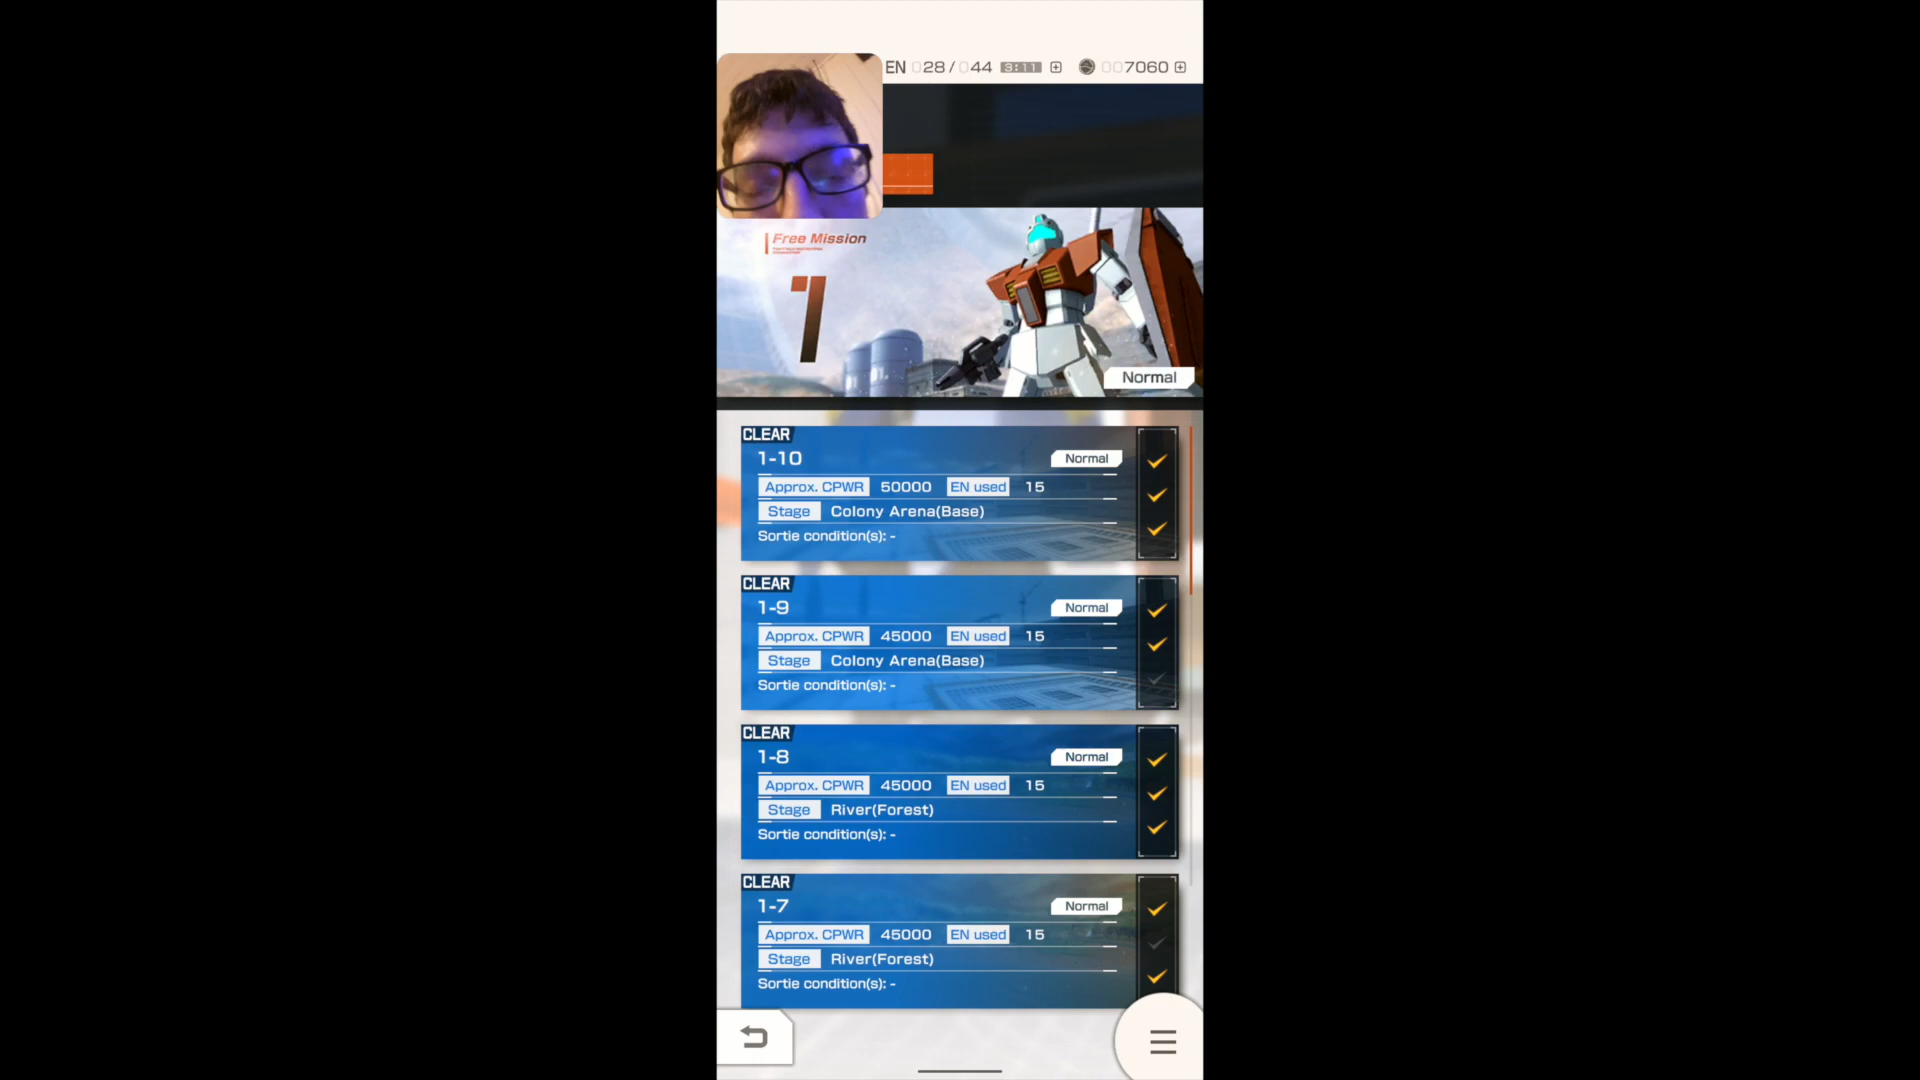 EN 028/044 3:11 007060
Free Mission
1
Normal
CLEAR
1-10 Normal
Approx. CPWR 50000 EN used 15
Stage Colony Arena(Base)
Sortie condition(s): -
CLEAR
1-9 Normal
Approx. CPWR 45000 EN used 15
Stage Colony Arena(Base)
Sortie condition(s): -
CLEAR
1-8 Normal
Approx. CPWR 45000 EN used 15
Stage River(Forest)
Sortie condition(s): -
CLEAR
1-7 Normal
Approx. CPWR 45000 EN used 15
Stage River(Forest)
Sortie condition(s): -